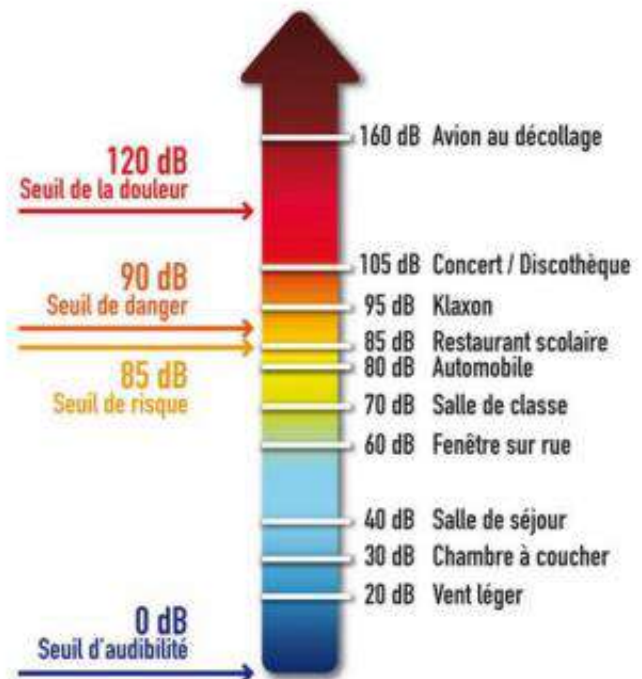 160 dB Avion au décollage
120 dB
Seuil de la douleur
105 dB Concert / Discothèque
90 dB
Seuil de danger
95 dB Klaxon
85 dB Restaurant scolaire
80 dB Automobile
85 dB
Seuil de risque
70 dB Salle de classe
60 dB Fenêtre sur rue
40 dB Salle de séjour
30 dB Chambre à coucher
20 dB Vent léger
0 dB
Seuil d'audibilité